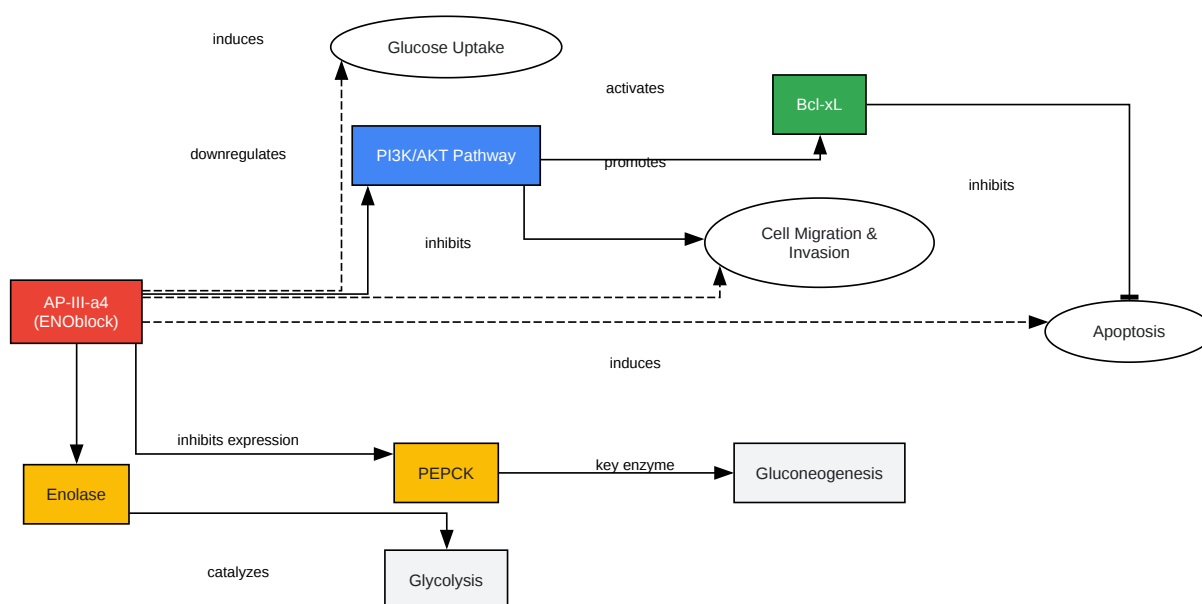 induces
Glucose Uptake
activates
Bcl-xL
downregulates
PI3K/AKT Pathway
promotes
inhibits
inhibits
Cell Migration &
Invasion
AP-III-a4
(ENOblock)
Apoptosis
induces
inhibits expression
PEPCK
key enzyme
Gluconeogenesis
Enolase
catalyzes
Glycolysis